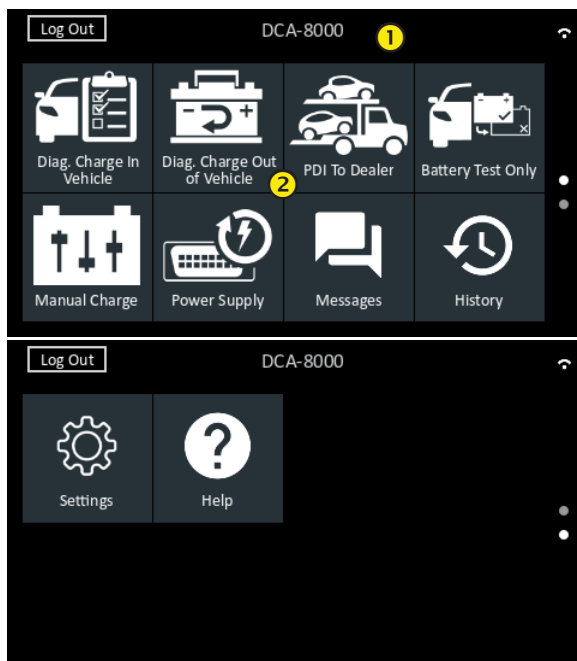 Log Out
DCA-8000
1
Diag. Charge In
Vehicle
Diag. Charge Out
of Vehicle
PDI To Dealer
Battery Test Only
2
Manual Charge
Power Supply
Messages
History
Log Out
DCA-8000
Settings
Help